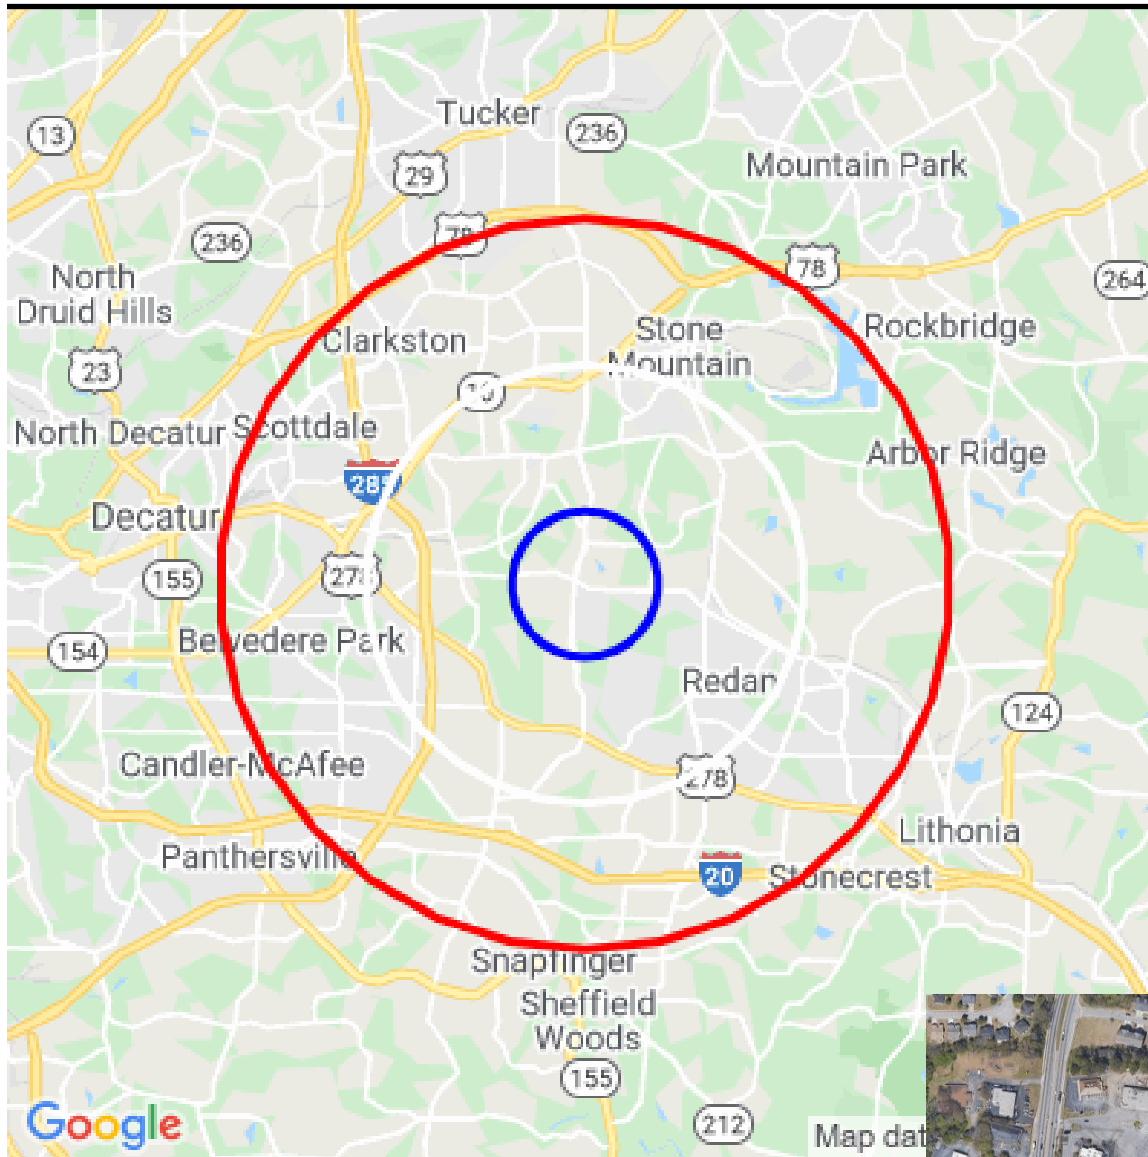 Tucker
236
13
Mountain Park
29
78
236
78
264
North
Druid Hills
Rockbridge
Stone
Mountain
Clarkston
23
10
North Decatur
Scottdale
Arbor Ridge
285
Decatur
155
278
154
Belvedere Park
Redan
124
Candler-McAfee
278
Lithonia
Panthersville
20
Stonecrest
Snapfinger
Sheffield
Woods
155
Google
212
Map dat